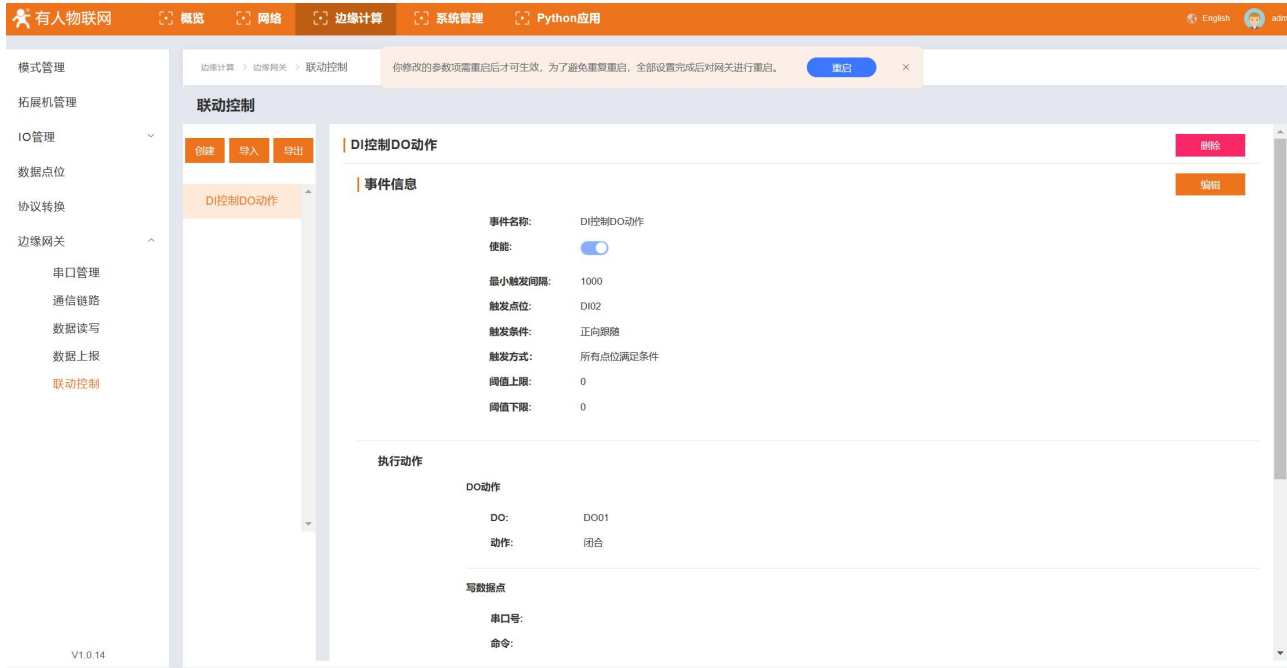 有人物联网 概览 网络 边缘计算 系统管理 Python应用 English adm
模式管理
拓展机管理
IO管理
数据点位
协议转换
边缘网关
串口管理
通信链路
数据读写
数据上报
联动控制
V1.0.14
边缘计算 > 边缘网关 > 联动控制
你修改的参数项需重启后才可生效，为了避免重复重启，全部设置完成后对网关进行重启。 重启 ×
联动控制
创建 导入 导出
DI控制DO动作
DI控制DO动作 删除
事件信息 编辑
事件名称: DI控制DO动作
使能:
最小触发间隔: 1000
触发点位: DI02
触发条件: 正向跟随
触发方式: 所有点位满足条件
阈值上限: 0
阈值下限: 0
执行动作
DO动作
DO: DO01
动作: 闭合
写数据点
串口号:
命令: